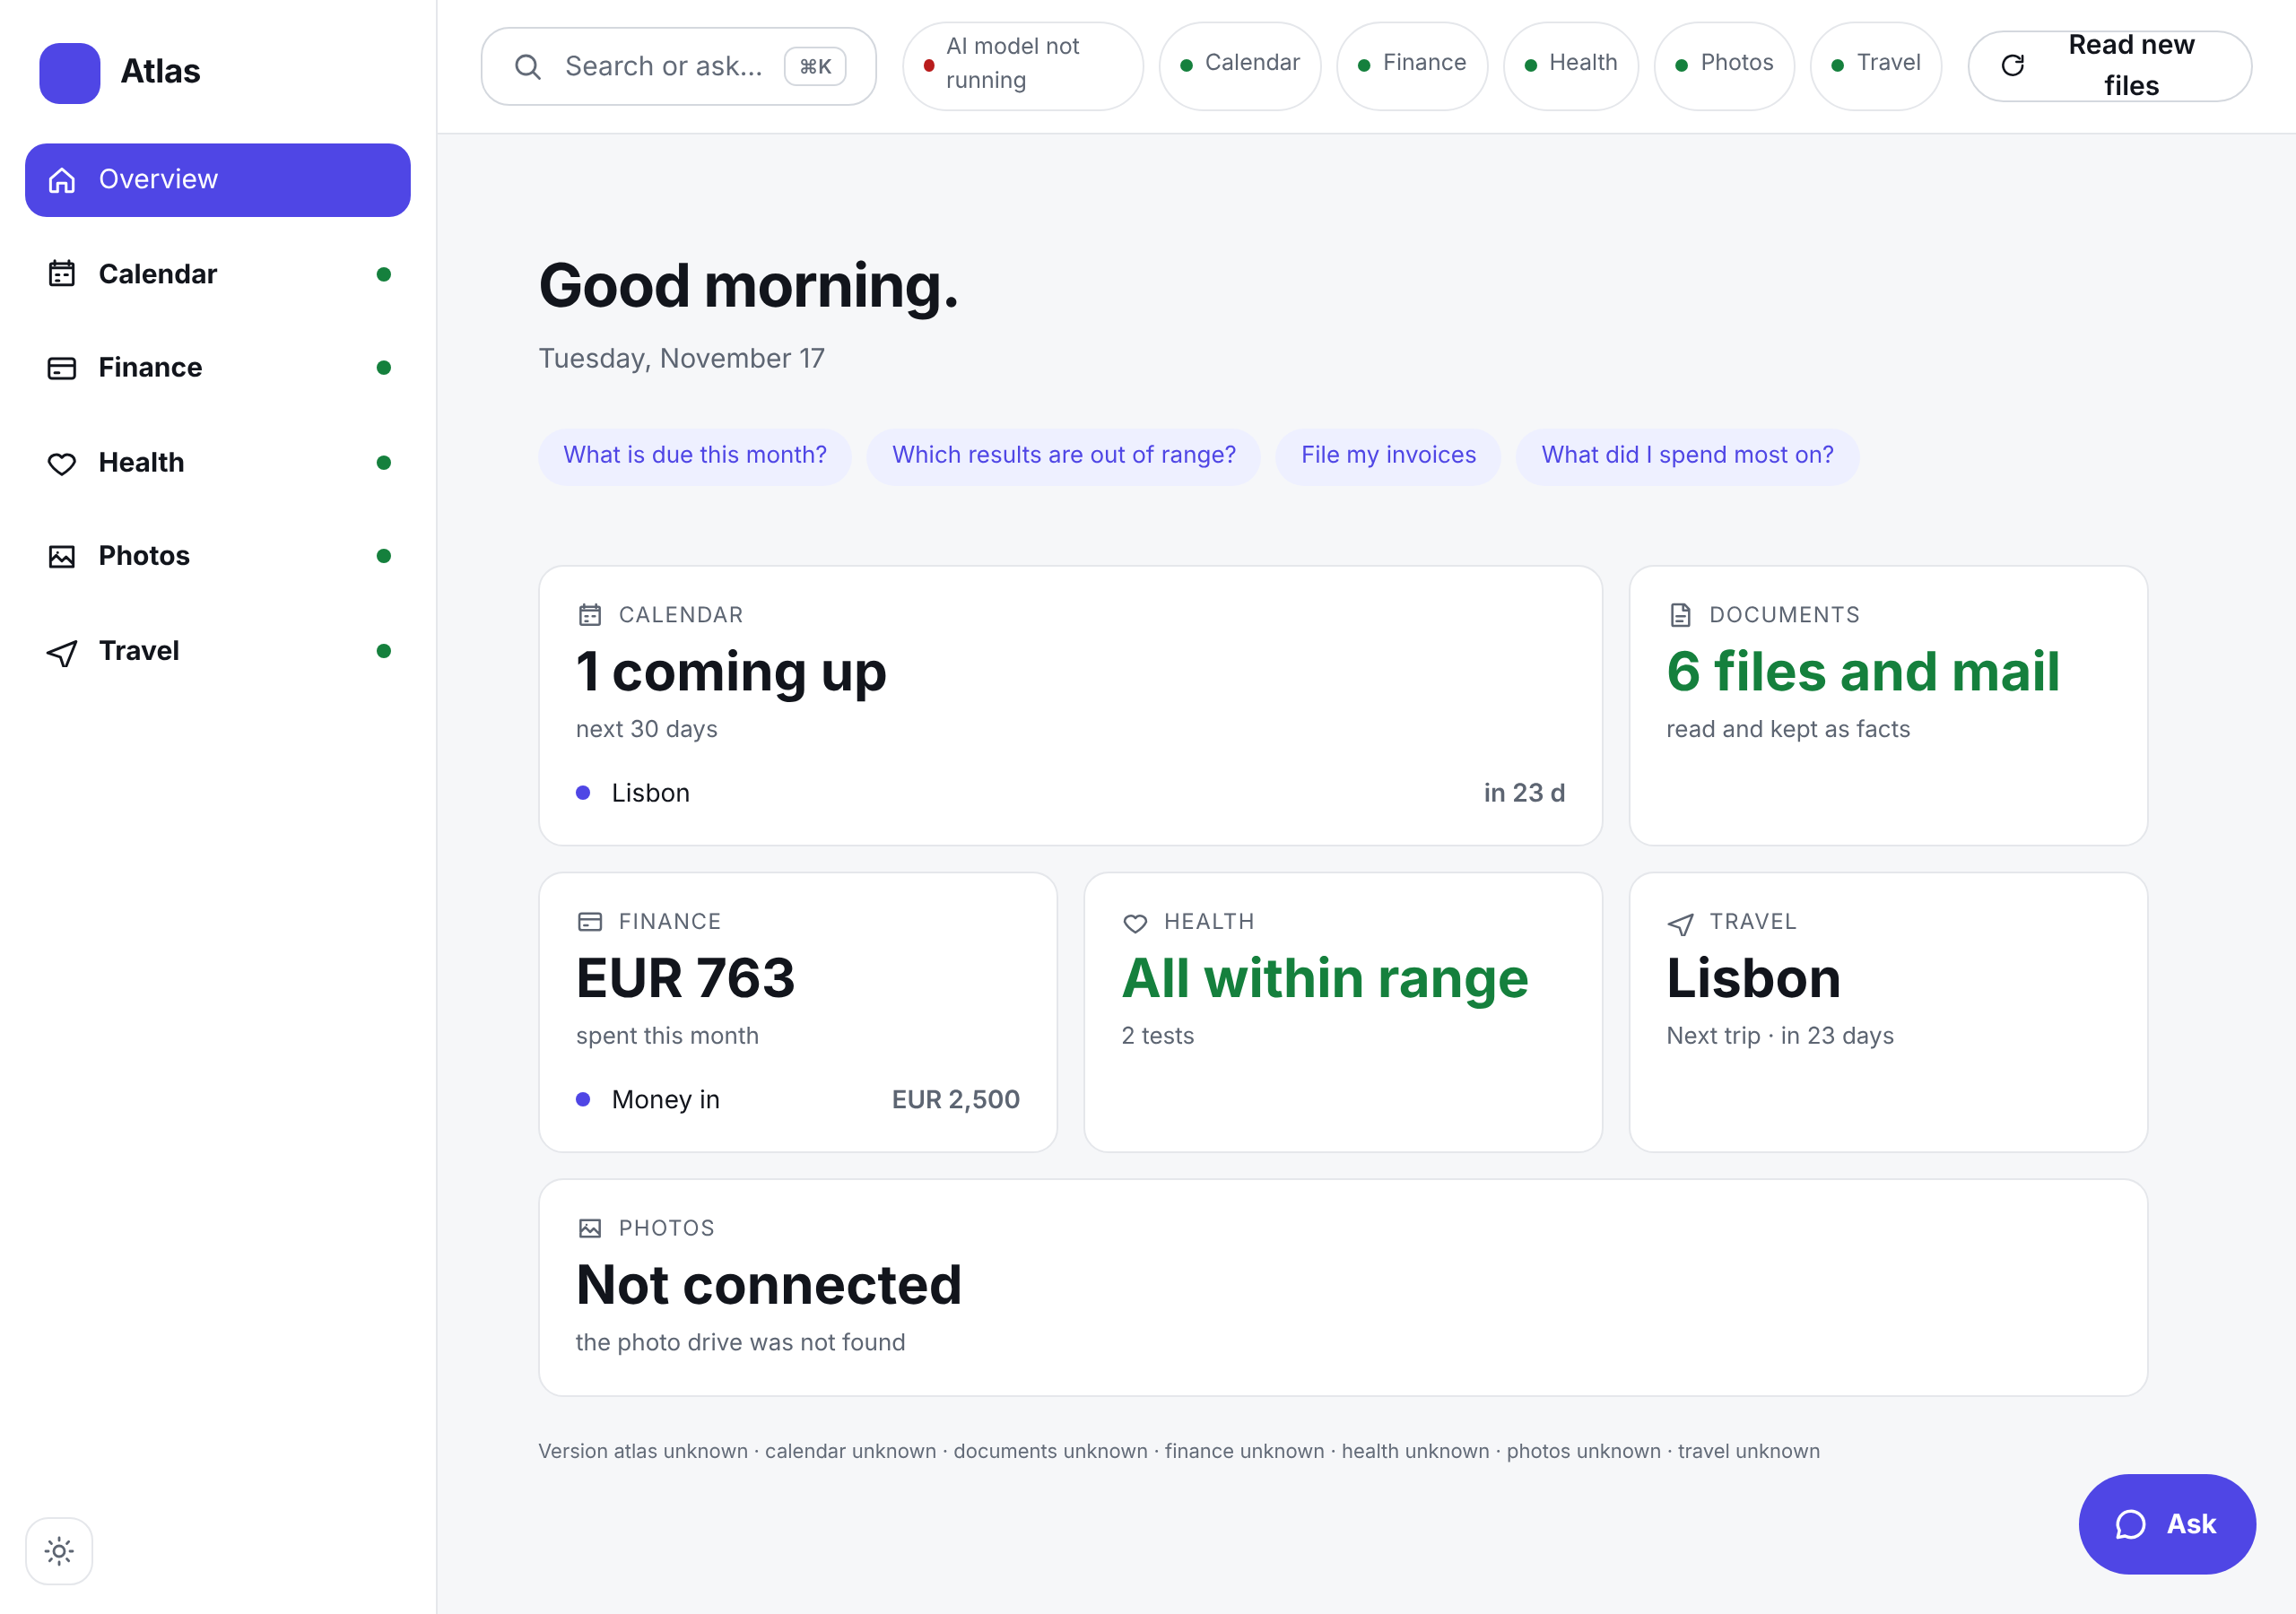 Atlas
Search or ask...
⌘K
AI model not
running
Calendar
Finance
Health
Photos
Travel
Read new
files
Overview
Calendar
Finance
Health
Photos
Travel
Good morning.
Tuesday, November 17
What is due this month?
Which results are out of range?
File my invoices
What did I spend most on?
CALENDAR
1 coming up
next 30 days
Lisbon
in 23 d
DOCUMENTS
6 files and mail
read and kept as facts
FINANCE
EUR 763
spent this month
Money in
EUR 2,500
HEALTH
All within range
2 tests
TRAVEL
Lisbon
Next trip · in 23 days
PHOTOS
Not connected
the photo drive was not found
Version atlas unknown · calendar unknown · documents unknown · finance unknown · health unknown · photos unknown · travel unknown
Ask